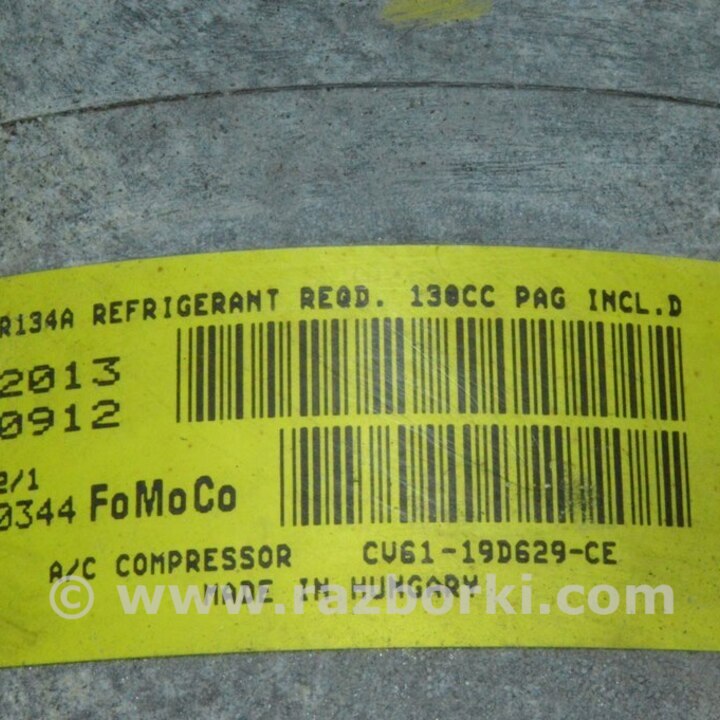 R134A REFRIGERANT REQD. 130CC PAG INCL.D
2013
0912
2/1
0344 FoMoCo
A/C COMPRESSOR CV61-19D629-CE
MADE IN HUNGARY
© www.razborki.com